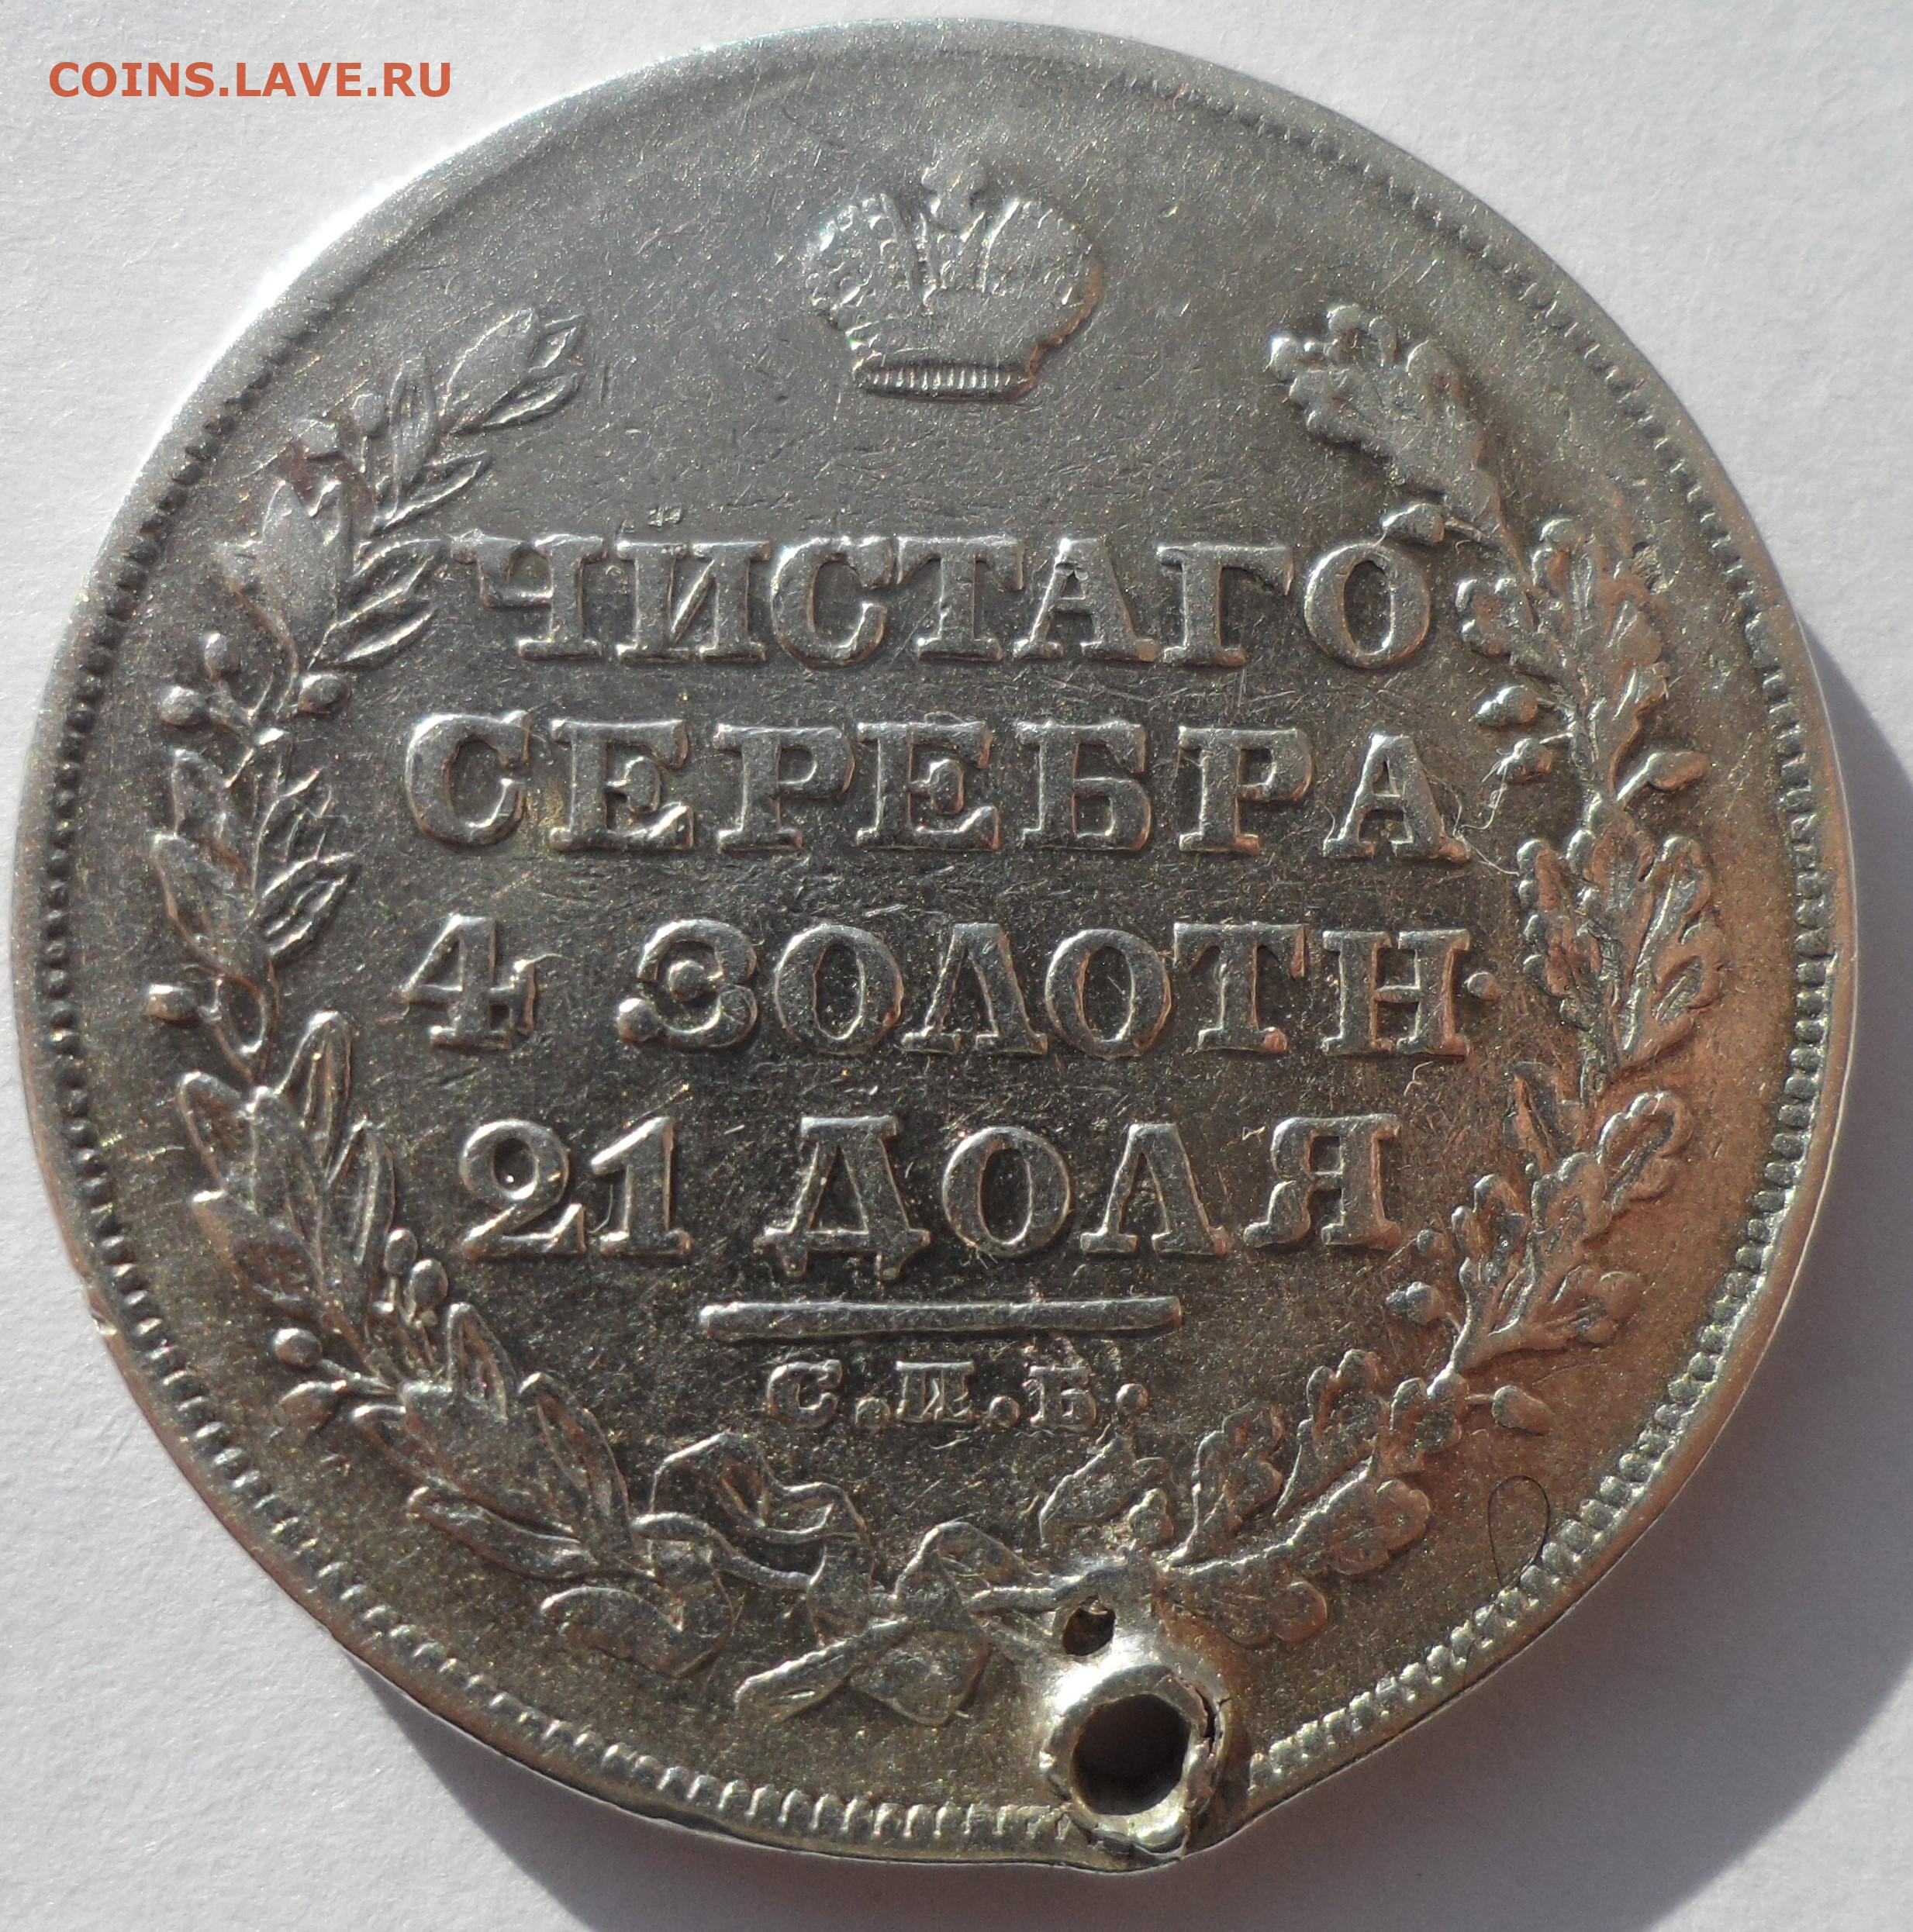 COINS.LAVE.RU
ЧИСТАГО
СЕРЕБРА
4 ЗОЛОТН·
21 ДОЛЯ
С.П.Б.